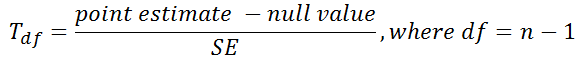 T_df = (point estimate − null value) / SE , where df = n − 1